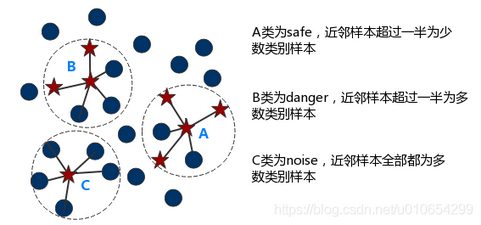 A类为safe，近邻样本超过一半为少
数类别样本
B
B类为danger，近邻样本超过一半为多
数类别样本
A
C类为noise，近邻样本全部都为多
数类别样本
C
https://blog.csdn.net/u010654299